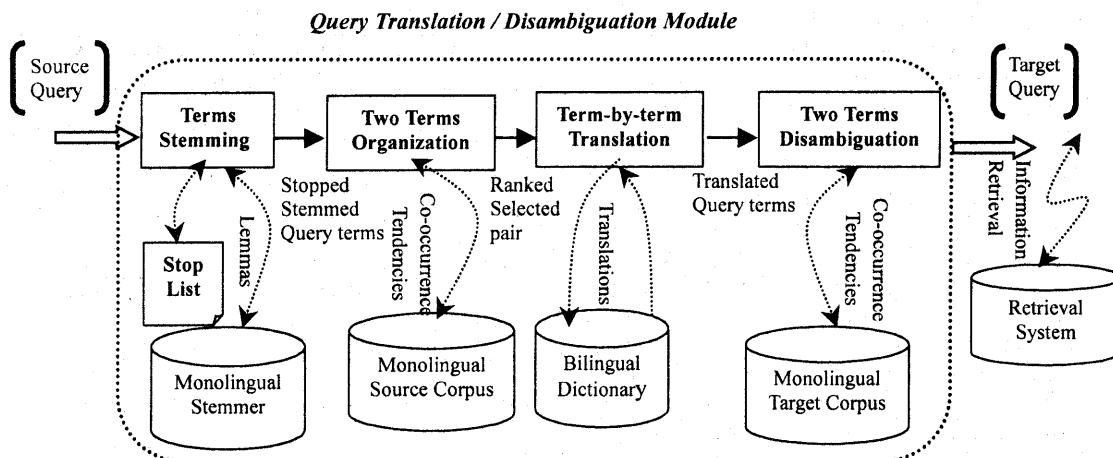 Query Translation / Disambiguation Module
Source
Query
Target
Query
Terms
Stemming
Two Terms
Organization
Term-by-term
Translation
Two Terms
Disambiguation
Stopped
Stemmed
Query terms
Ranked
Selected
pair
Translated
Query terms
Information
Retrieval
Lemmas
Co-occurrence
Tendencies
Translations
Co-occurrence
Tendencies
Stop
List
Monolingual
Stemmer
Monolingual
Source Corpus
Bilingual
Dictionary
Monolingual
Target Corpus
Retrieval
System